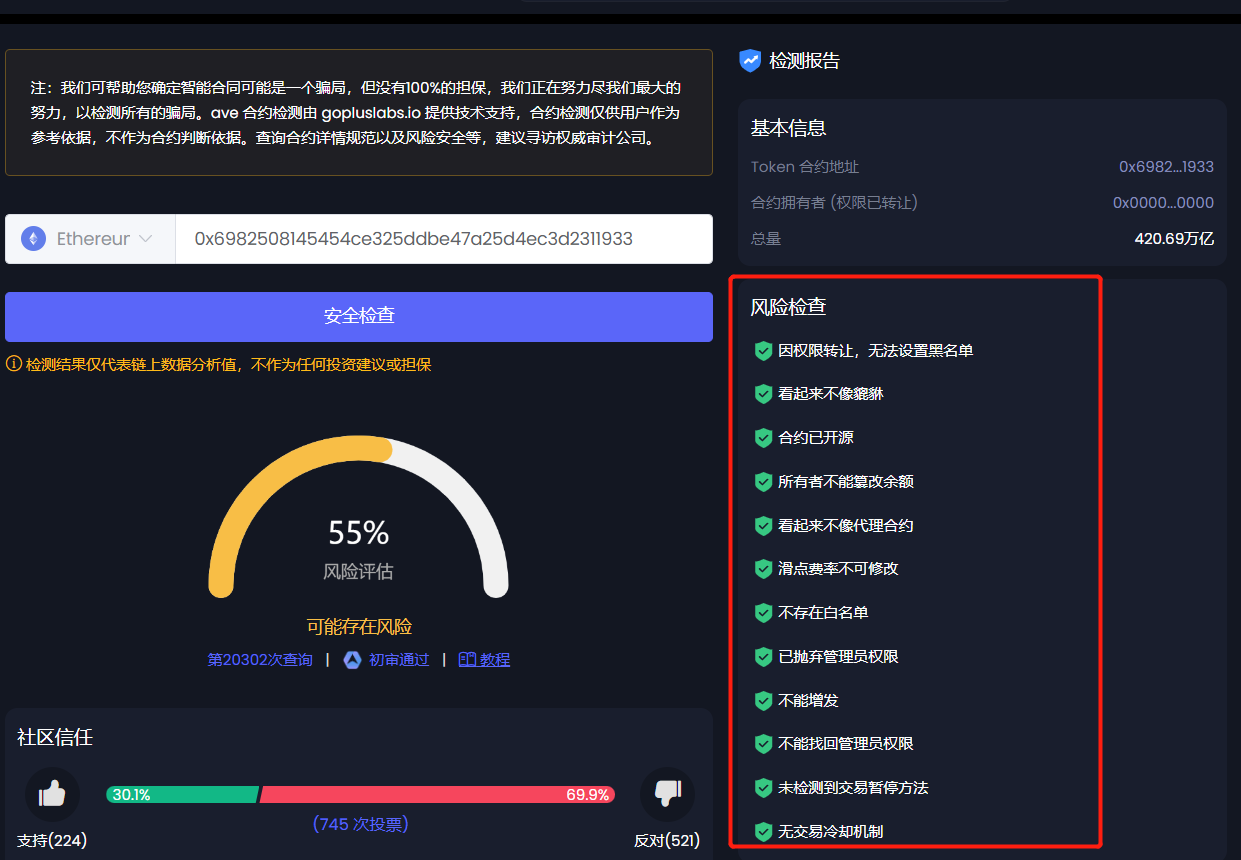 注：我们可帮助您确定智能合同可能是一个骗局，但没有100%的担保，我们正在努力尽我们最大的
努力，以检测所有的骗局。ave 合约检测由 gopluslabs.io 提供技术支持，合约检测仅供用户作为
参考依据，不作为合约判断依据。查询合约详情规范以及风险安全等，建议寻访权威审计公司。
Ethereur
0x6982508145454ce325ddbe47a25d4ec3d2311933
安全检查
检测结果仅代表链上数据分析值，不作为任何投资建议或担保
55%
风险评估
可能存在风险
第20302次查询 | 初审通过 | 教程
社区信任
30.1% 69.9%
(745 次投票)
支持(224) 反对(521)
检测报告
基本信息
Token 合约地址 0x6982...1933
合约拥有者 (权限已转让) 0x0000...0000
总量 420.69万亿
风险检查
因权限转让，无法设置黑名单
看起来不像貔貅
合约已开源
所有者不能篡改余额
看起来不像代理合约
滑点费率不可修改
不存在白名单
已抛弃管理员权限
不能增发
不能找回管理员权限
未检测到交易暂停方法
无交易冷却机制